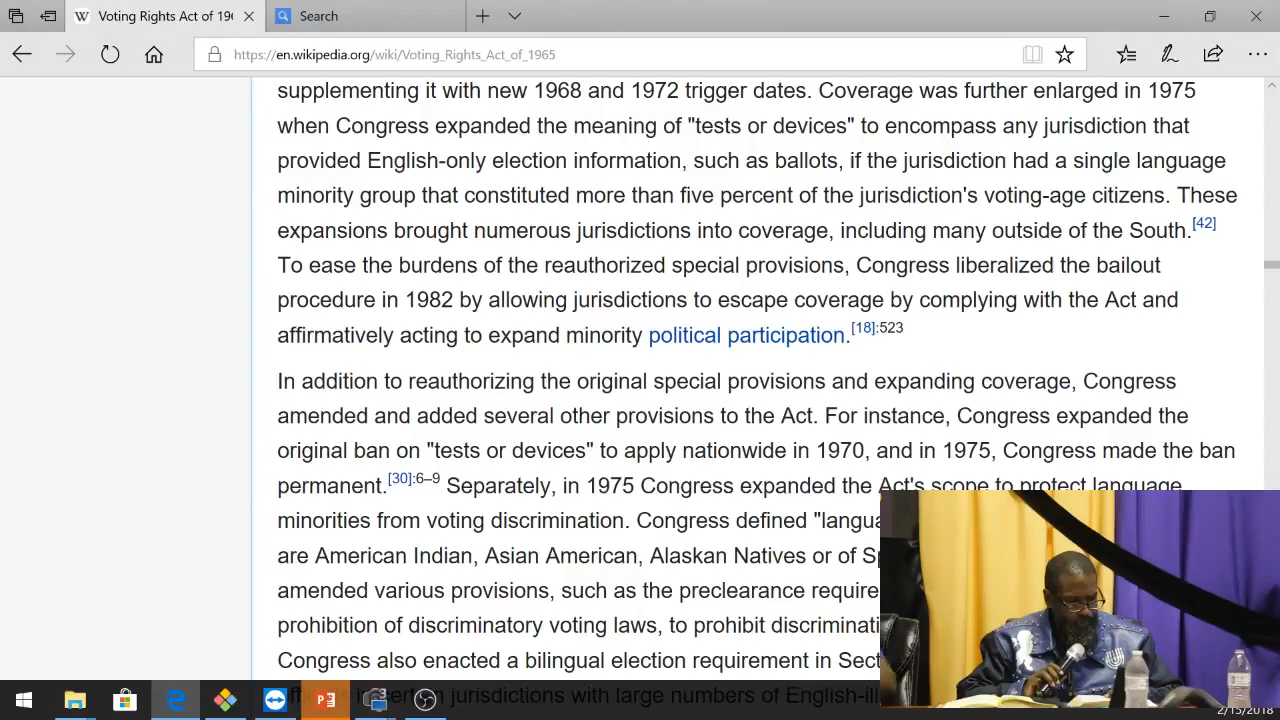 Voting Rights Act of 196
Search
https://en.wikipedia.org/wiki/Voting_Rights_Act_of_1965
supplementing it with new 1968 and 1972 trigger dates. Coverage was further enlarged in 1975
when Congress expanded the meaning of "tests or devices" to encompass any jurisdiction that
provided English-only election information, such as ballots, if the jurisdiction had a single language
minority group that constituted more than five percent of the jurisdiction's voting-age citizens. These
expansions brought numerous jurisdictions into coverage, including many outside of the South.[42]
To ease the burdens of the reauthorized special provisions, Congress liberalized the bailout
procedure in 1982 by allowing jurisdictions to escape coverage by complying with the Act and
affirmatively acting to expand minority political participation.[18]:523
In addition to reauthorizing the original special provisions and expanding coverage, Congress
amended and added several other provisions to the Act. For instance, Congress expanded the
original ban on "tests or devices" to apply nationwide in 1970, and in 1975, Congress made the ban
permanent.[30]:6–9 Separately, in 1975 Congress expanded the Act's scope to protect language
minorities from voting discrimination. Congress defined "langua
are American Indian, Asian American, Alaskan Natives or of Sp
amended various provisions, such as the preclearance require
prohibition of discriminatory voting laws, to prohibit discriminati
Congress also enacted a bilingual election requirement in Sect
jurisdictions with large numbers of English-il
2/15/2018